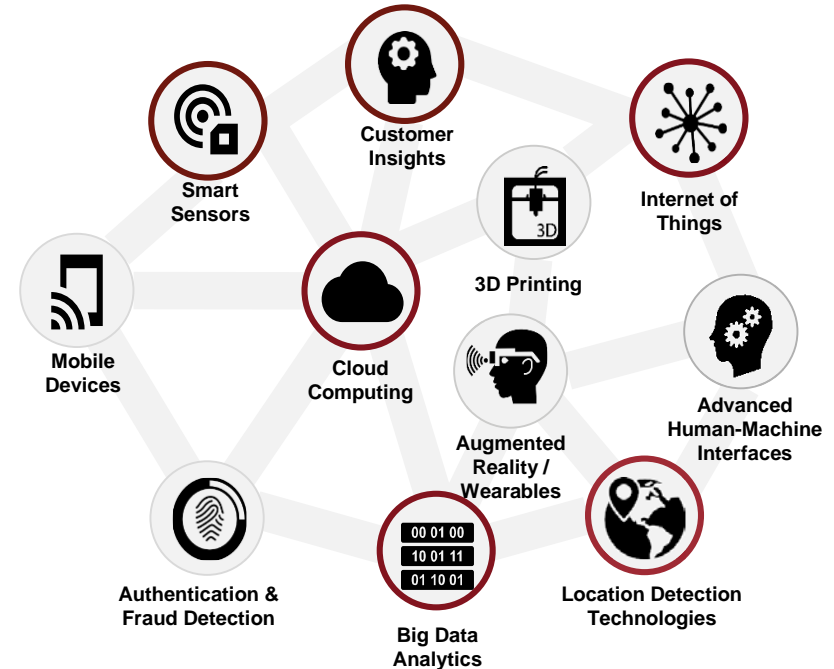 Customer
Insights
Smart
Sensors
Internet of
Things
3D
3D Printing
Mobile
Devices
Cloud
Computing
Augmented
Reality /
Wearables
Advanced
Human-Machine
Interfaces
00 01 00
10 01 11
01 10 01
Authentication &
Fraud Detection
Big Data
Analytics
Location Detection
Technologies